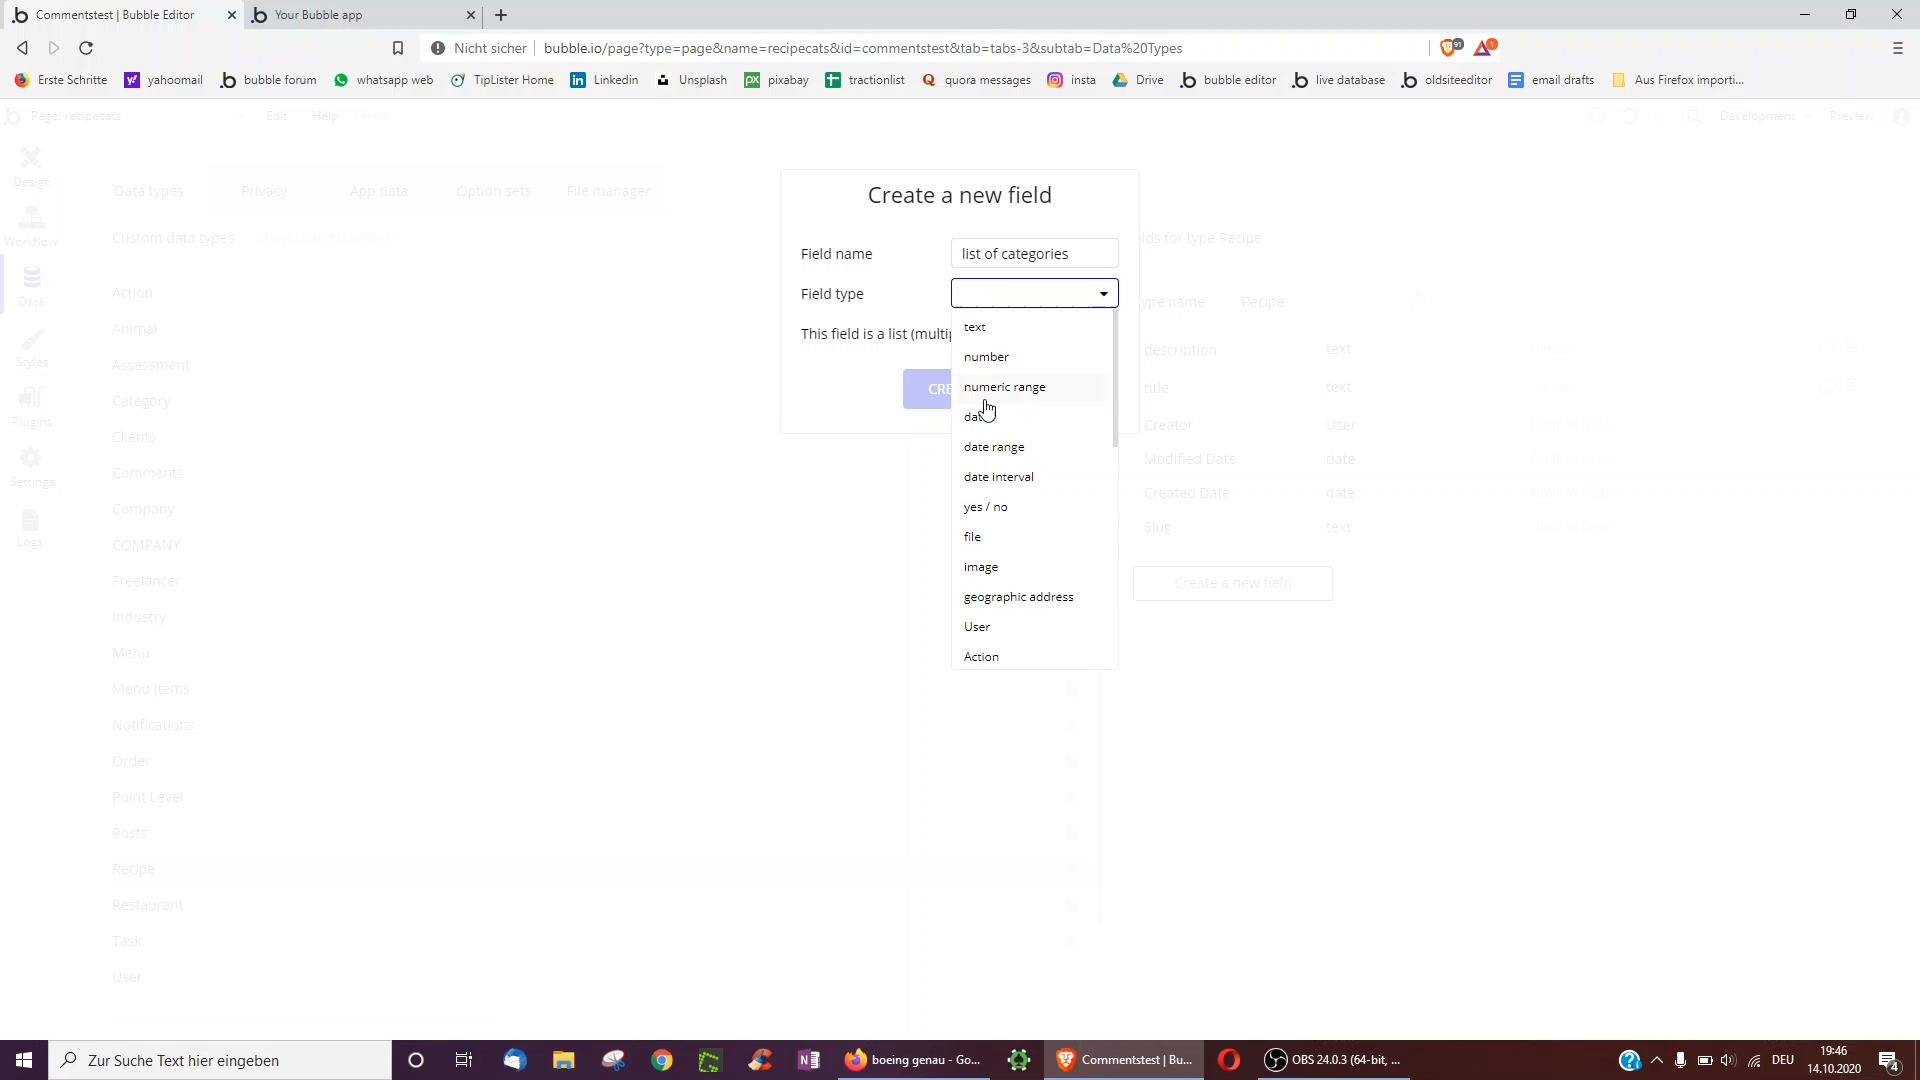 Commentstest | Bubble Editor
Your Bubble app
Nicht sicher
bubble.io/page?type=page&name=recipecats&id=commentstest&tab=tabs-3&subtab=Data%20Types
91
1
Erste Schritte
yahoomail
bubble forum
whatsapp web
TipLister Home
Linkedin
Unsplash
pixabay
tractionlist
quora messages
insta
Drive
bubble editor
live database
oldsiteeditor
email drafts
Aus Firefox importi...
Page: recipecats
Edit
Help
Development
Preview
Design
Workflow
Data
Styles
Plugins
Settings
Logs
Data types
Privacy
App data
Option sets
File manager
Custom data types
Action
Animal
Assessment
Category
Clients
Comments
Company
COMPANY
Freelancer
Industry
Menu
Menu Items
Notifications
Order
Point Level
Posts
Recipe
Restaurant
Task
User
Create a new field
Field name
list of categories
Field type
This field is a list (multip
CRE
text
number
numeric range
date
date range
date interval
yes / no
file
image
geographic address
User
Action
lds for type Recipe
ype name
Recipe
description
text
title
text
Creator
User
Modified Date
date
Created Date
date
Slug
text
Create a new field
Zur Suche Text hier eingeben
boeing genau - Go...
Commentstest | Bu...
OBS 24.0.3 (64-bit, ...
DEU
19:46
14.10.2020
4